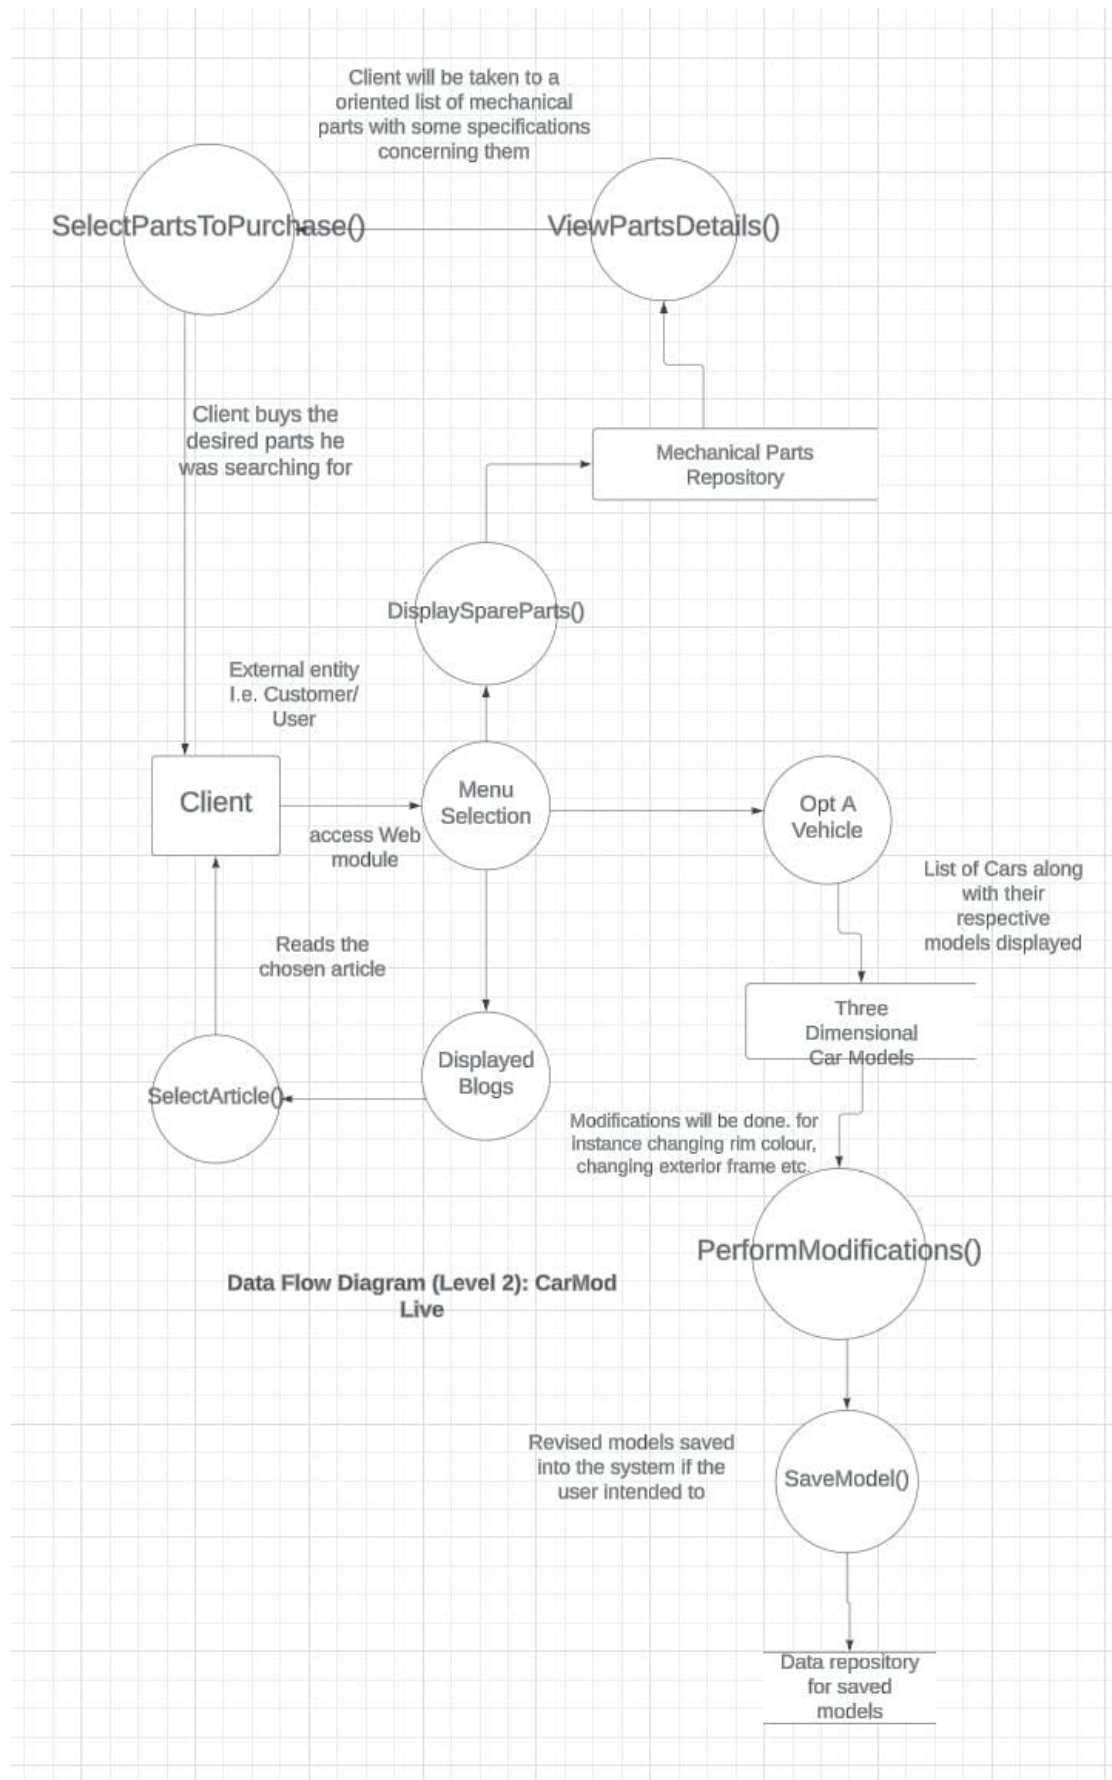 Client will be taken to a
oriented list of mechanical
parts with some specifications
concerning them
SelectPartsToPurchase()
ViewPartsDetails()
Client buys the
desired parts he
was searching for
Mechanical Parts
Repository
DisplaySpareParts()
External entity
I.e. Customer/
User
Client
access Web
module
Menu
Selection
Opt A
Vehicle
List of Cars along
with their
respective
models displayed
Reads the
chosen article
Three
Dimensional
Car Models
SelectArticle()
Displayed
Blogs
Modifications will be done. for
instance changing rim colour,
changing exterior frame etc.
PerformModifications()
Data Flow Diagram (Level 2): CarMod
Live
Revised models saved
into the system if the
user intended to
SaveModel()
Data repository
for saved
models